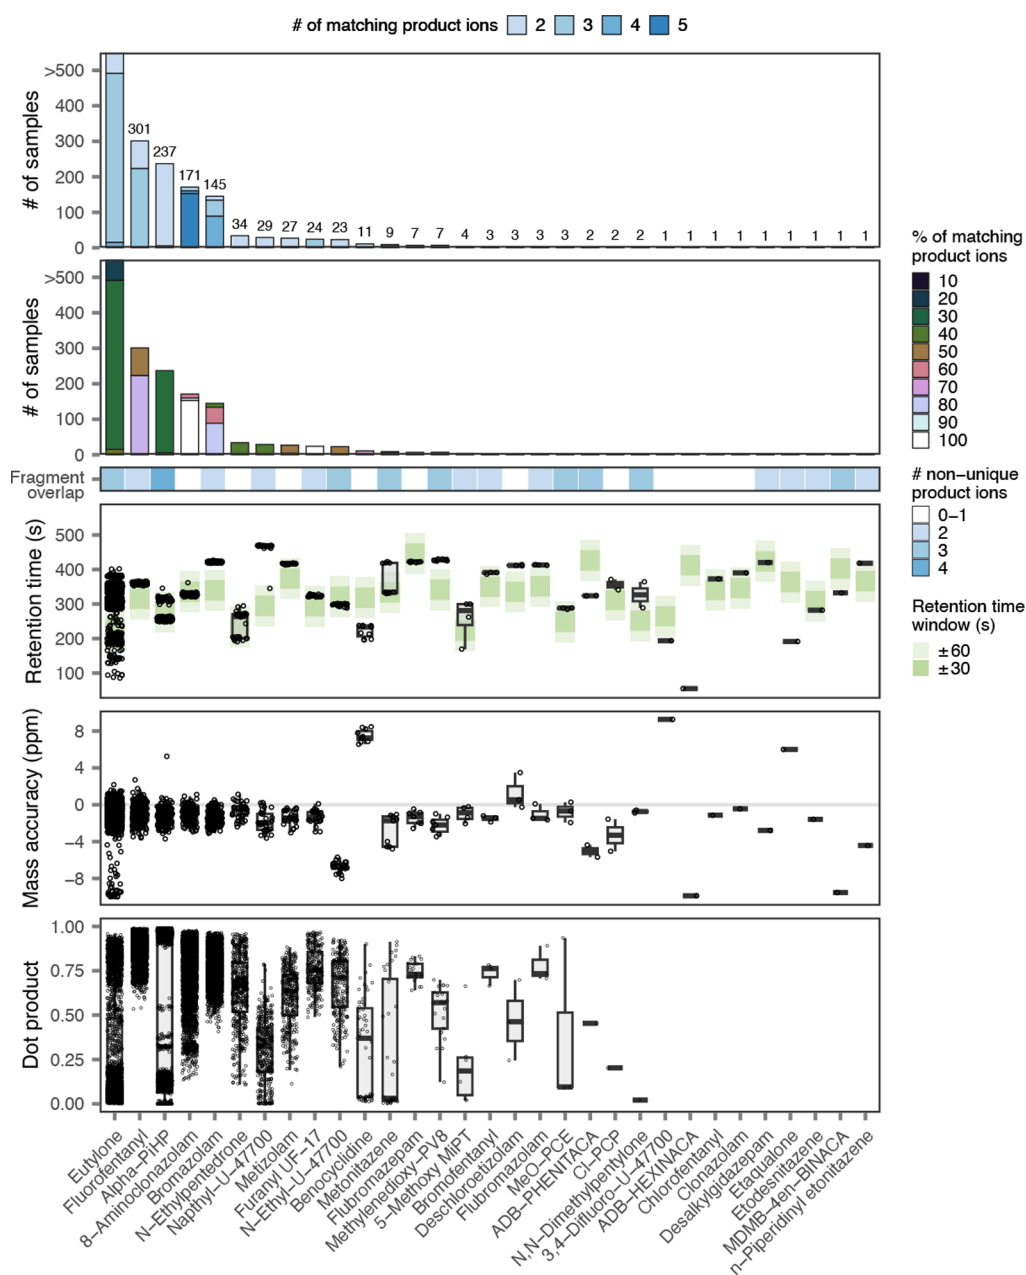 # of matching product ions 2 3 4 5
# of samples
>500
400
300
200
100
0
301
237
171
145
34 29 27 24 23 11 9 7 7 4 3 3 3 3 2 2 2 1 1 1 1 1 1 1 1 1
# of samples
>500
400
300
200
100
0
% of matching
product ions
10
20
30
40
50
60
70
80
90
100
Fragment
overlap
# non-unique
product ions
0-1
2
3
4
Retention time (s)
500
400
300
200
100
Retention time
window (s)
±60
±30
Mass accuracy (ppm)
8
4
0
-4
-8
Dot product
1.00
0.75
0.50
0.25
0.00
Eutylone
Fluorofentanyl
Alpha-PiHP
8-Aminoclonazolam
Bromazolam
N-Ethylpentedrone
Napthyl-U-47700
Metizolam
Furanyl UF-17
N-Ethyl-U-47700
Benocyclidine
Metonitazene
Flubromazepam
Methylenedioxy-PV8
5-Methoxy MiPT
Bromofentanyl
Deschloroetizolam
Flubromazolam
MeO-PCE
ADB-PHENITACA
Cl-PCP
N,N-Dimethylpentylone
3,4-Difluoro-U-47700
ADB-HEXINACA
Chlorofentanyl
Clonazolam
Desalkylgidazepam
Etaqualone
Etodesnitazene
MDMB-4en-BINACA
n-Piperidinyl etonitazene